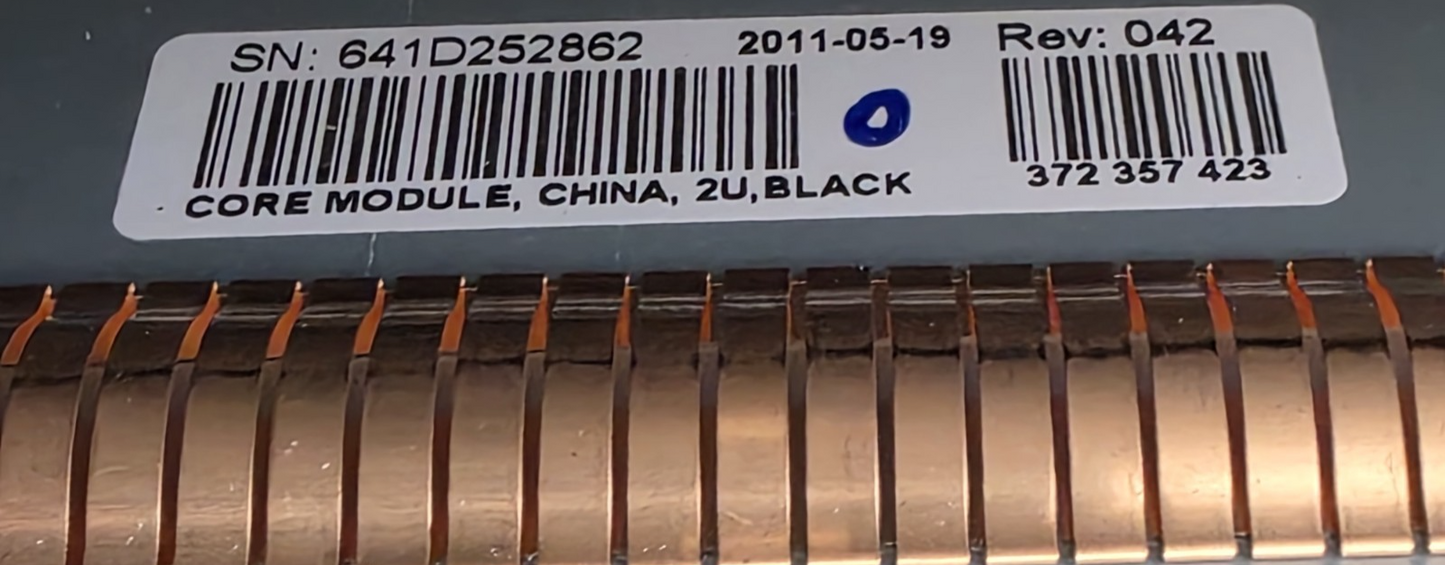 SN: 641D252862 2011-05-19 Rev: 042
372 357 423
CORE MODULE, CHINA, 2U,BLACK